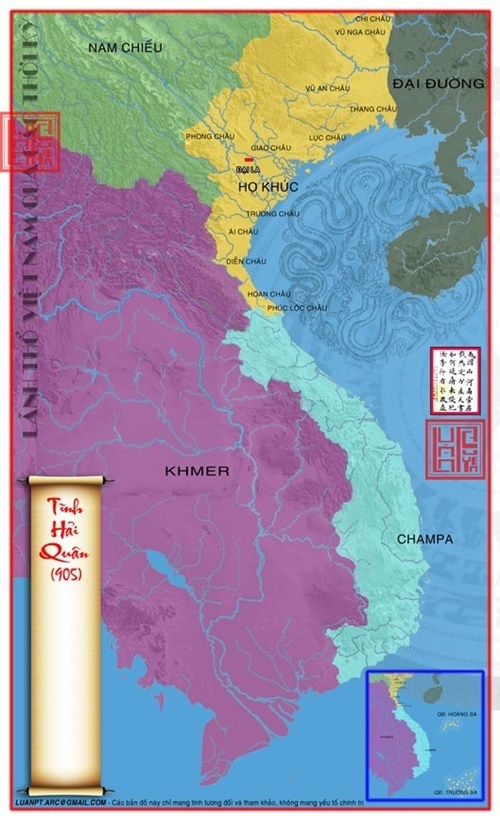 CHI CHÂU
NAM CHIẾU
VŨ NGA CHÂU
ĐẠI ĐƯỜNG
VŨ AN CHÂU
THANG CHÂU
PHONG CHÂU
LỤC CHÂU
GIAO CHÂU
ĐẠI LA
HỌ KHÚC
TRƯỜNG CHÂU
ÁI CHÂU
DIỄN CHÂU
HOAN CHÂU
PHÚC LỘC CHÂU
LÃNH THỔ VIỆT NAM QUA CÁC THỜI KỲ
KHMER
CHAMPA
Tĩnh
Hải
Quân
(905)
QĐ. HOÀNG SA
QĐ. TRƯỜNG SA
LUANPT.ARC@GMAIL.COM - Các bản đồ này chỉ mang tính tương đối và tham khảo, không mang yếu tố chính trị